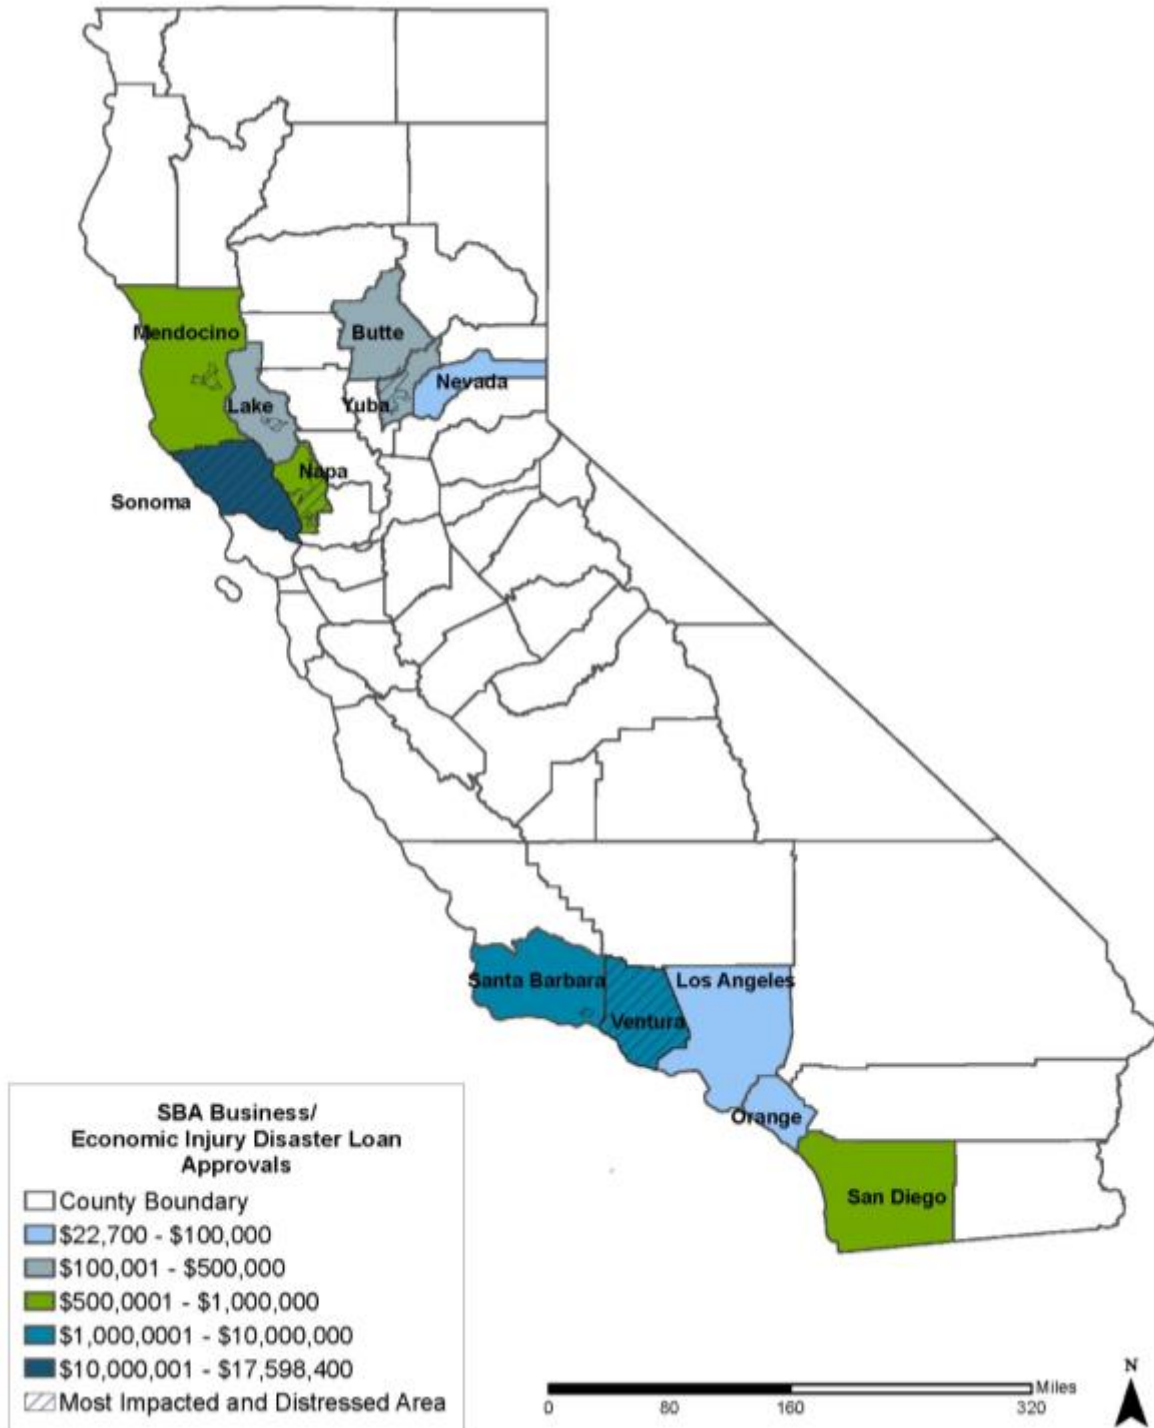 Mendocino
Butte
Nevada
Lake
Yuba
Napa
Sonoma
Santa Barbara
Los Angeles
Ventura
Orange
San Diego
SBA Business/
Economic Injury Disaster Loan
Approvals
County Boundary
$22,700 - $100,000
$100,001 - $500,000
$500,0001 - $1,000,000
$1,000,0001 - $10,000,000
$10,000,001 - $17,598,400
Most Impacted and Distressed Area
N
Miles
0 80 160 320